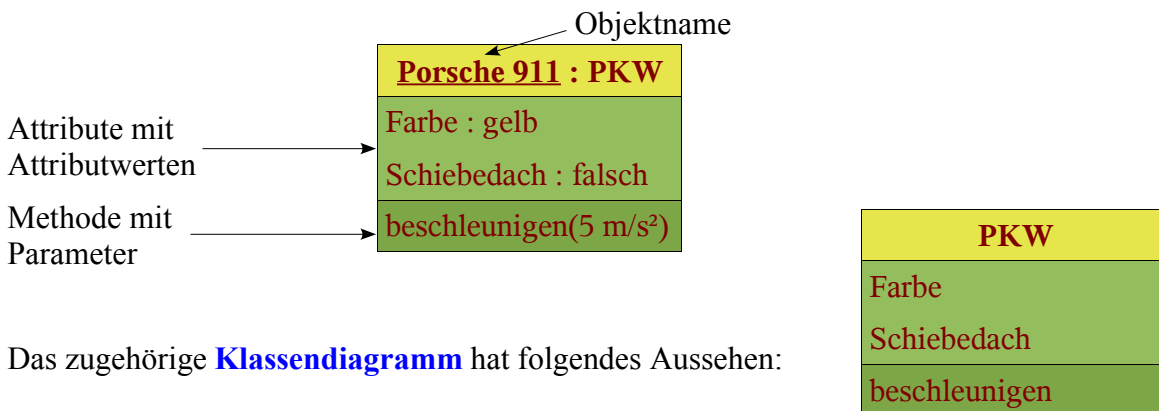 Objektname
Porsche 911 : PKW
Attribute mit
Attributwerten
Farbe : gelb
Schiebedach : falsch
Methode mit
Parameter
beschleunigen(5 m/s²)
Das zugehörige Klassendiagramm hat folgendes Aussehen:
PKW
Farbe
Schiebedach
beschleunigen